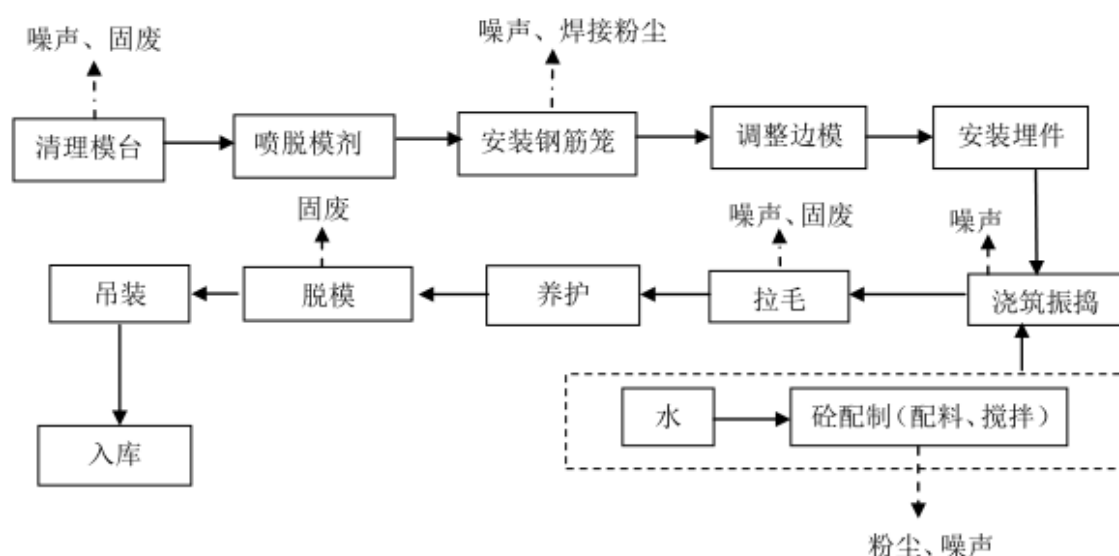 噪声、固废
噪声、焊接粉尘
清理模台
喷脱模剂
安装钢筋笼
调整边模
安装埋件
固废
噪声、固废
噪声
吊装
脱模
养护
拉毛
浇筑振捣
水
砼配制（配料、搅拌）
入库
粉尘、噪声